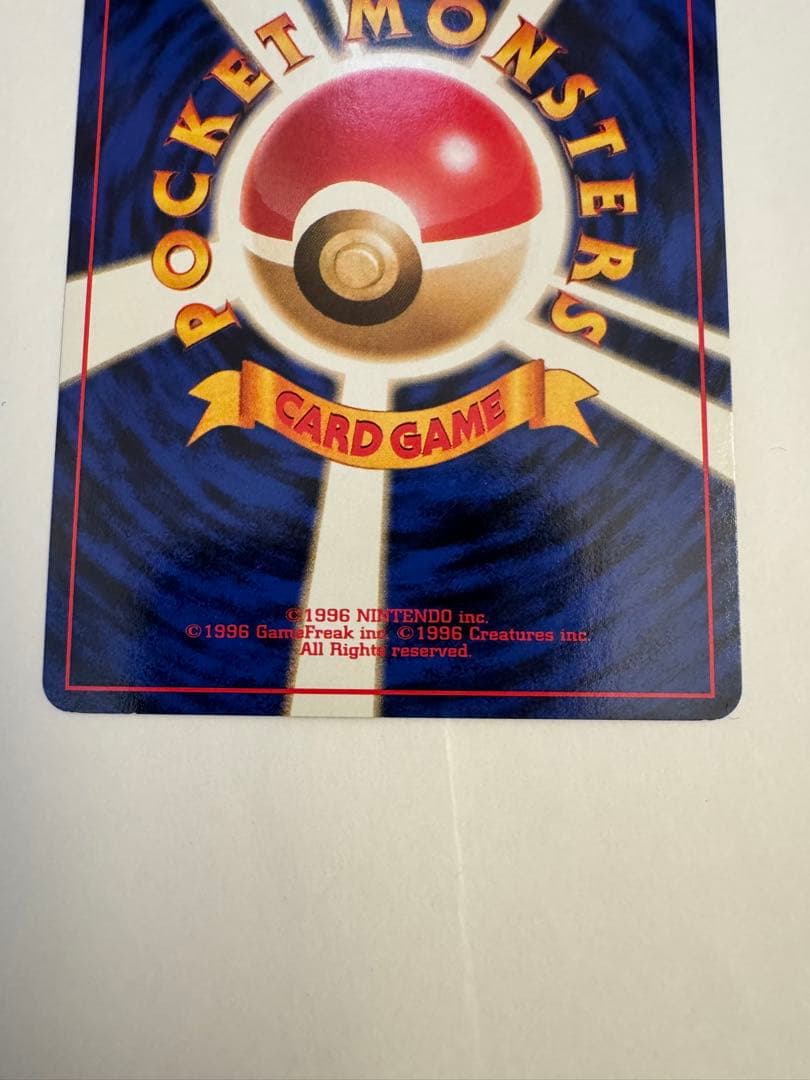 POCKET MONSTERS
CARD GAME
©1996 NINTENDO inc.
©1996 GameFreak inc. ©1996 Creatures inc.
All Rights reserved.